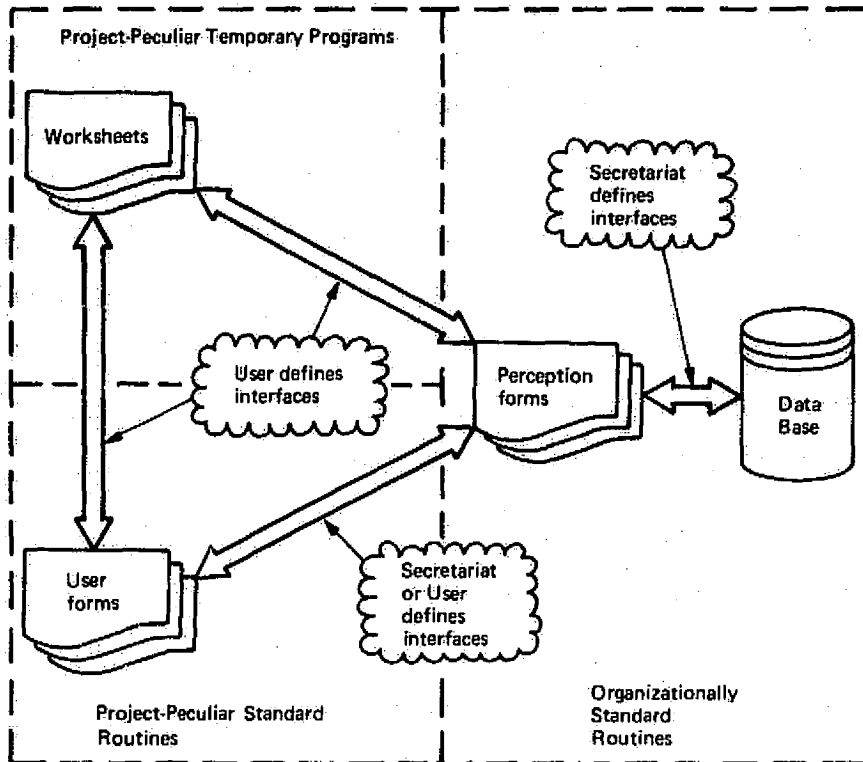 Project-Peculiar Temporary Programs
Worksheets
Secretariat
defines
interfaces
User defines
interfaces
Perception
forms
Data
Base
User
forms
Secretariat
or User
defines
interfaces
Project-Peculiar Standard
Routines
Organizationally
Standard
Routines